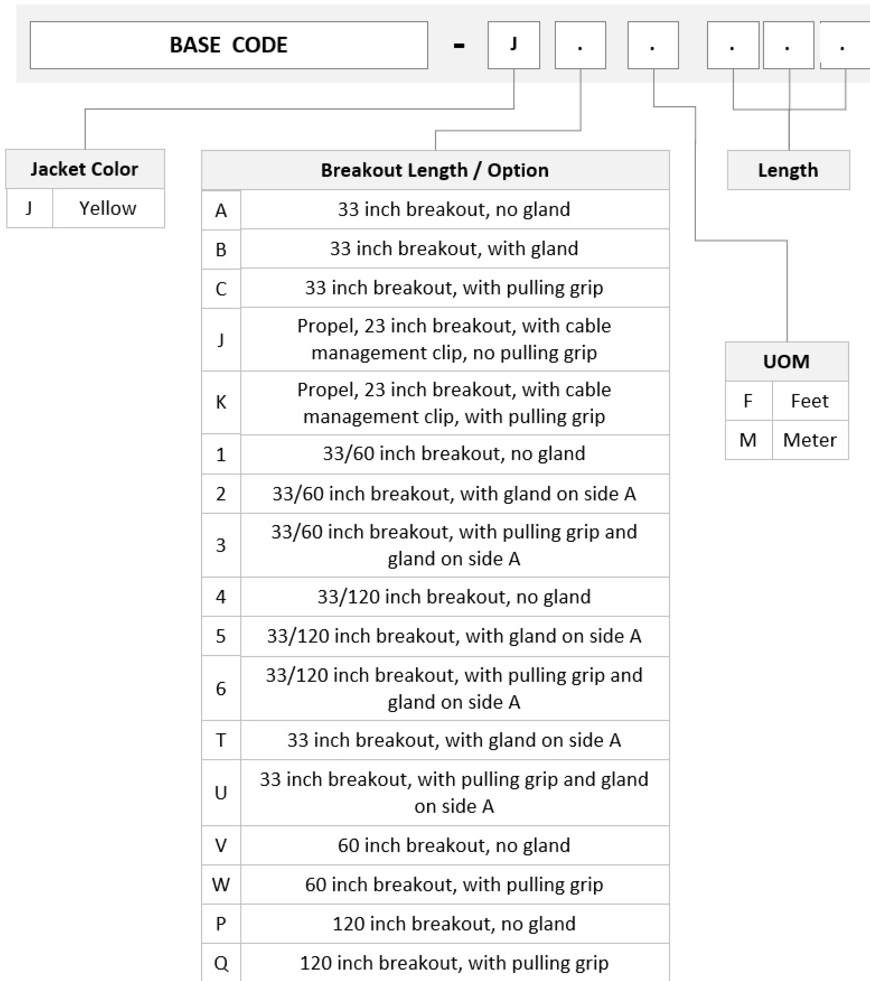 BASE CODE - J . . . . .
Jacket Color
J Yellow
Breakout Length / Option
A 33 inch breakout, no gland
B 33 inch breakout, with gland
C 33 inch breakout, with pulling grip
J Propel, 23 inch breakout, with cable
management clip, no pulling grip
K Propel, 23 inch breakout, with cable
management clip, with pulling grip
1 33/60 inch breakout, no gland
2 33/60 inch breakout, with gland on side A
3 33/60 inch breakout, with pulling grip and
gland on side A
4 33/120 inch breakout, no gland
5 33/120 inch breakout, with gland on side A
6 33/120 inch breakout, with pulling grip and
gland on side A
T 33 inch breakout, with gland on side A
U 33 inch breakout, with pulling grip and gland
on side A
V 60 inch breakout, no gland
W 60 inch breakout, with pulling grip
P 120 inch breakout, no gland
Q 120 inch breakout, with pulling grip
Length
UOM
F Feet
M Meter